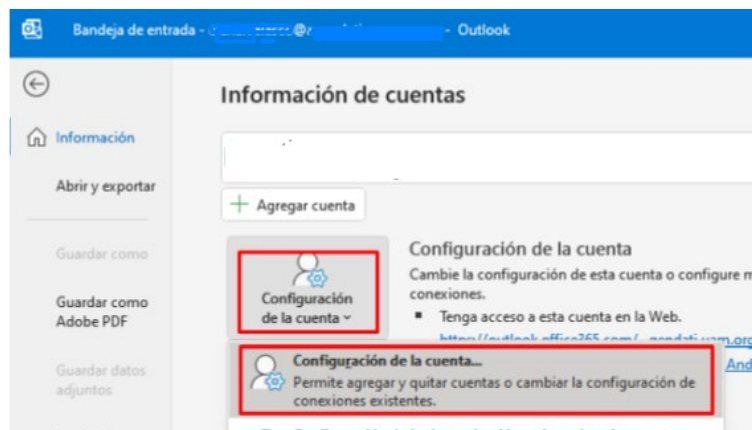 Bandeja de entrada - @ - Outlook
Información de cuentas
Información
Abrir y exportar
Agregar cuenta
Guardar como
Guardar como
Adobe PDF
Guardar datos
adjuntos
Configuración
de la cuenta
Configuración de la cuenta
Cambie la configuración de esta cuenta o configure
conexiones.
▪ Tenga acceso a esta cuenta en la Web.
Configuración de la cuenta...
Permite agregar y quitar cuentas o cambiar la configuración de
conexiones existentes.